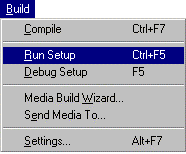 Build
Compile Ctrl+F7
Run Setup Ctrl+F5
Debug Setup F5
Media Build Wizard...
Send Media To...
Settings... Alt+F7